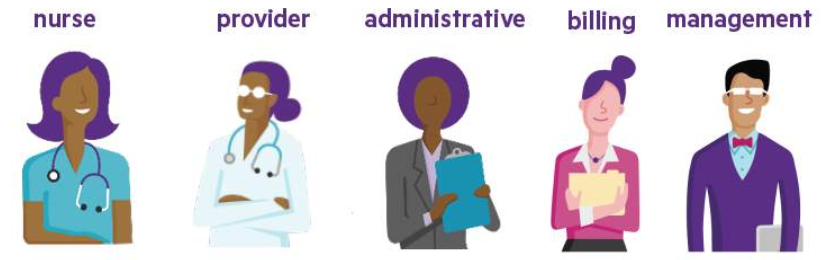 nurse provider administrative billing management